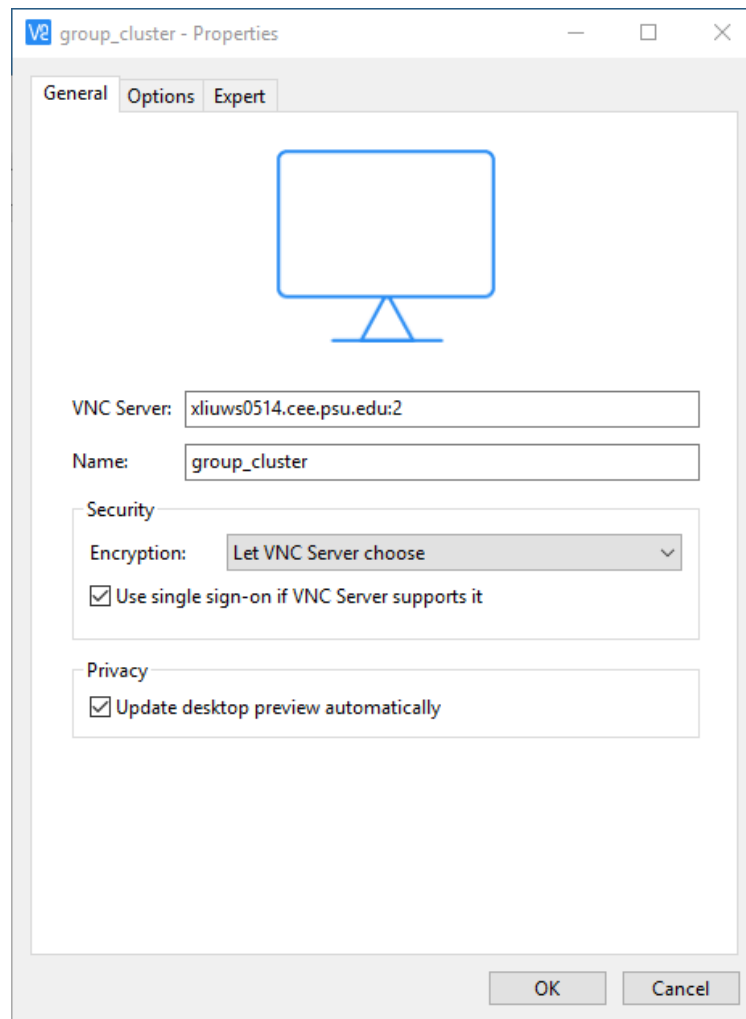 group_cluster - Properties
General Options Expert
VNC Server: xliuws0514.cee.psu.edu:2
Name: group_cluster
Security
Encryption: Let VNC Server choose
Use single sign-on if VNC Server supports it
Privacy
Update desktop preview automatically
OK Cancel